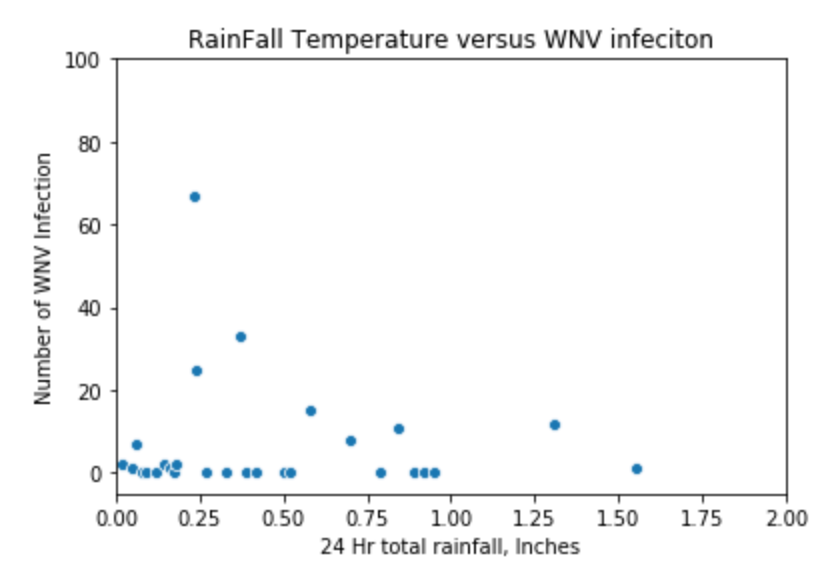 RainFall Temperature versus WNV infeciton
100
80
60
40
20
0
Number of WNV Infection
0.00 0.25 0.50 0.75 1.00 1.25 1.50 1.75 2.00
24 Hr total rainfall, Inches